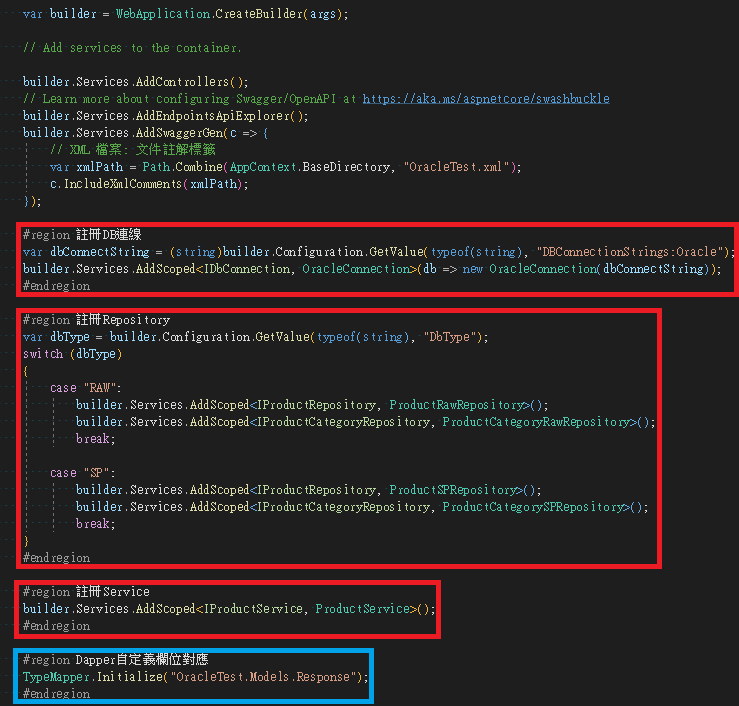 var builder = WebApplication.CreateBuilder(args);
// Add services to the container.
builder.Services.AddControllers();
// Learn more about configuring Swagger/OpenAPI at https://aka.ms/aspnetcore/swashbuckle
builder.Services.AddEndpointsApiExplorer();
builder.Services.AddSwaggerGen(c => {
// XML 檔案: 文件註解標籤
var xmlPath = Path.Combine(AppContext.BaseDirectory, "OracleTest.xml");
c.IncludeXmlComments(xmlPath);
});
#region 註冊DB連線
var dbConnectString = (string)builder.Configuration.GetValue(typeof(string), "DBConnectionStrings:Oracle");
builder.Services.AddScoped<IDbConnection, OracleConnection>(db => new OracleConnection(dbConnectString));
#endregion
#region 註冊Repository
var dbType = builder.Configuration.GetValue(typeof(string), "DbType");
switch (dbType)
{
case "RAW":
builder.Services.AddScoped<IProductRepository, ProductRawRepository>();
builder.Services.AddScoped<IProductCategoryRepository, ProductCategoryRawRepository>();
break;
case "SP":
builder.Services.AddScoped<IProductRepository, ProductSPRepository>();
builder.Services.AddScoped<IProductCategoryRepository, ProductCategorySPRepository>();
break;
}
#endregion
#region 註冊Service
builder.Services.AddScoped<IProductService, ProductService>();
#endregion
#region Dapper自定義欄位對應
TypeMapper.Initialize("OracleTest.Models.Response");
#endregion